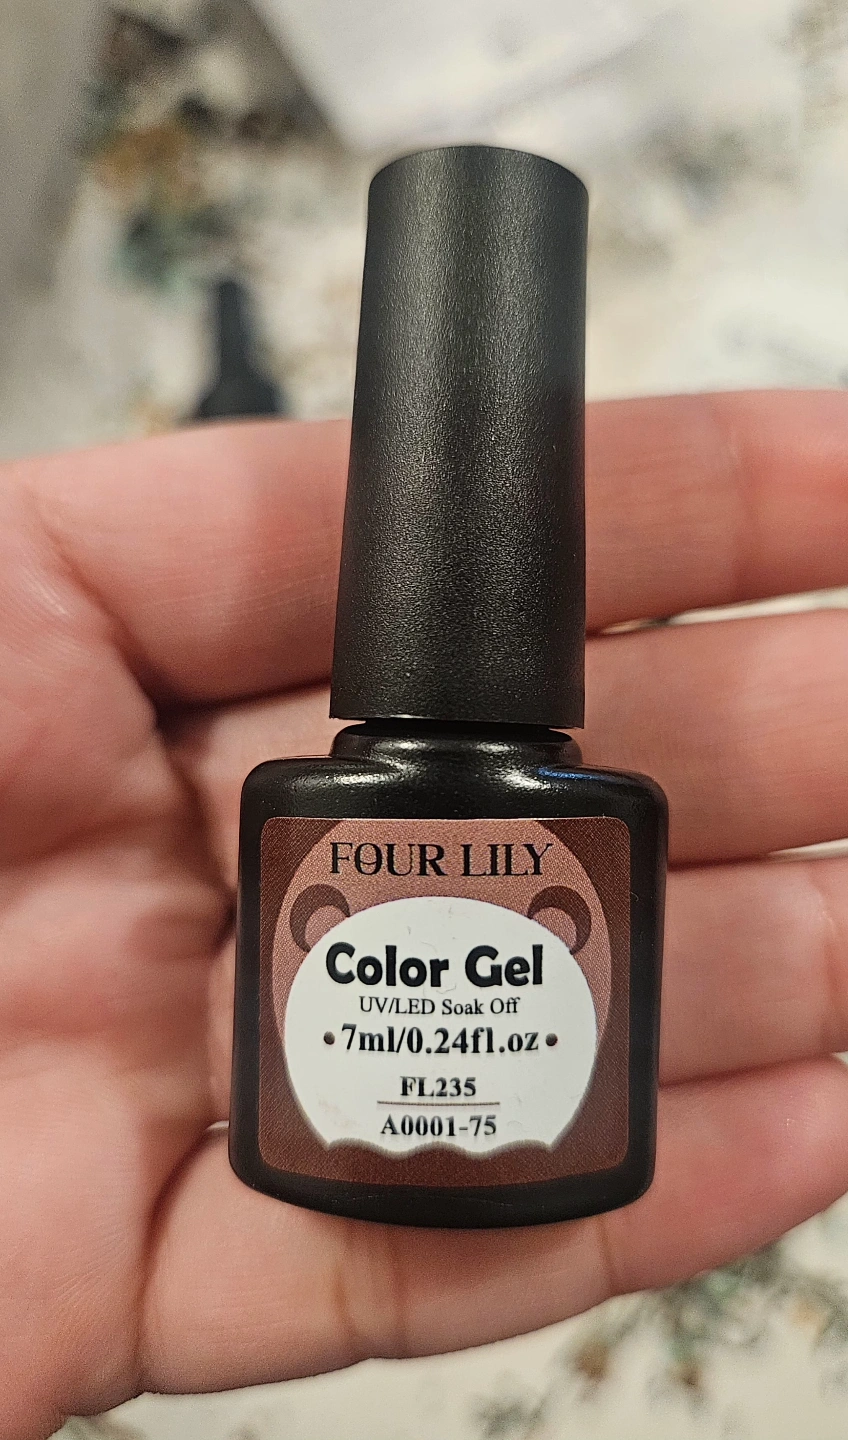 FOUR LILY
Color Gel
UV/LED Soak Off
•7ml/0.24fl.oz•
FL235
A0001-75